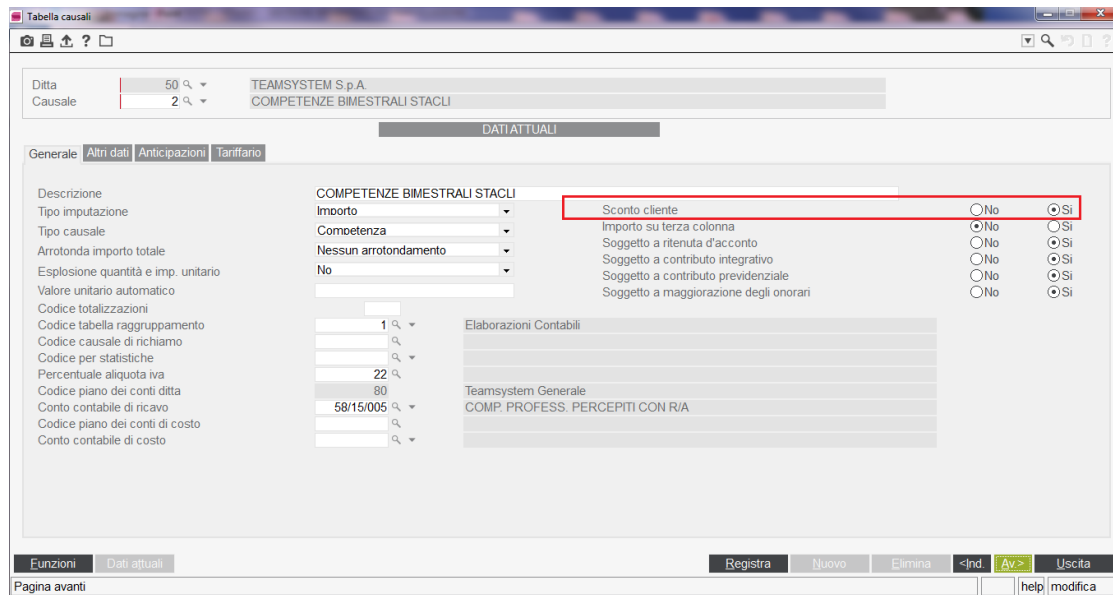 Tabella causali
Ditta 50 TEAMSYSTEM S.p.A.
Causale 2 COMPETENZE BIMESTRALI STACLI
DATI ATTUALI
Generale Altri dati Anticipazioni Tariffario
Descrizione COMPETENZE BIMESTRALI STACLI
Tipo imputazione Importo Sconto cliente No Si
Tipo causale Competenza Importo su terza colonna No Si
Arrotonda importo totale Nessun arrotondamento Soggetto a ritenuta d'acconto No Si
Soggetto a contributo integrativo No Si
Esplosione quantità e imp. unitario No Soggetto a contributo previdenziale No Si
Valore unitario automatico Soggetto a maggiorazione degli onorari No Si
Codice totalizzazioni
Codice tabella raggruppamento 1 Elaborazioni Contabili
Codice causale di richiamo
Codice per statistiche
Percentuale aliquota iva 22
Codice piano dei conti ditta 80 Teamsystem Generale
Conto contabile di ricavo 58/15/005 COMP. PROFESS. PERCEPITI CON R/A
Codice piano dei conti di costo
Conto contabile di costo
Funzioni Dati attuali Registra Nuovo Elimina <Ind. Av.> Uscita
Pagina avanti help modifica